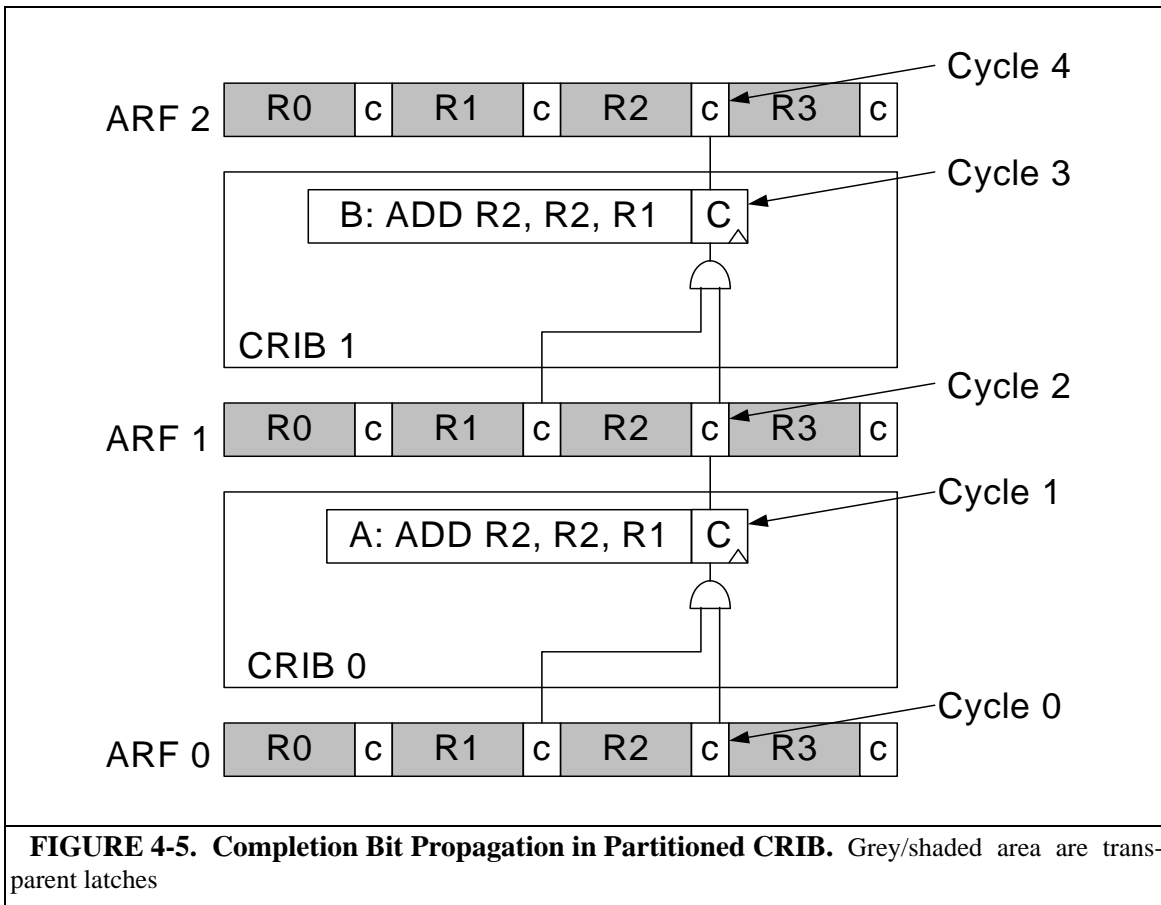 Cycle 4
ARF 2 R0 c R1 c R2 c R3 c
Cycle 3
B: ADD R2, R2, R1 C
CRIB 1
Cycle 2
ARF 1 R0 c R1 c R2 c R3 c
Cycle 1
A: ADD R2, R2, R1 C
CRIB 0
Cycle 0
ARF 0 R0 c R1 c R2 c R3 c
FIGURE 4-5. Completion Bit Propagation in Partitioned CRIB. Grey/shaded area are trans-
parent latches